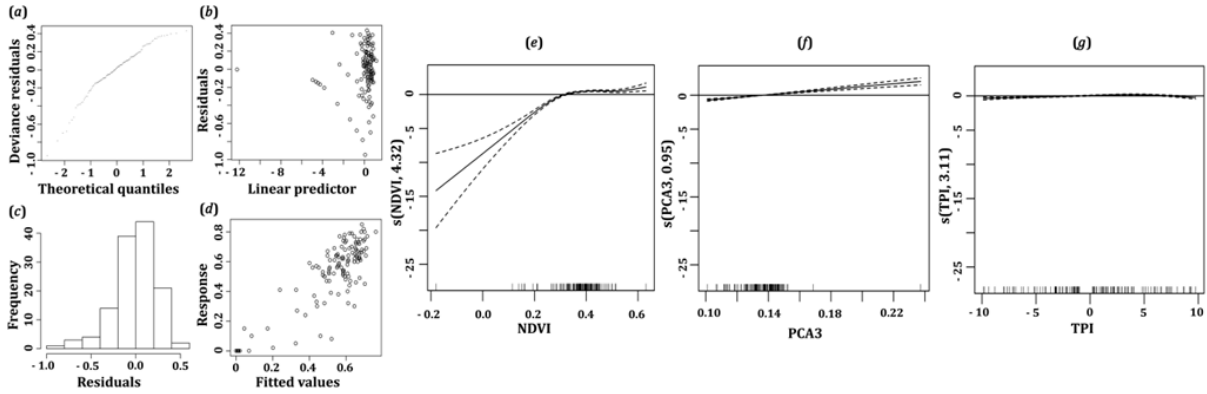 (a)
Deviance residuals
-1.0 -0.6 -0.2 0 0.2 0.4
-2 -1 0 1 2
Theoretical quantiles
(b)
Residuals
-1.0 -0.6 -0.2 0 0.2 0.4
-12 -8 -4 0
Linear predictor
(c)
Frequency
0 10 20 30 40
-1.0 -0.5 0.0 0.5
Residuals
(d)
Response
0 0.2 0.4 0.6 0.8
0 0.2 0.4 0.6
Fitted values
(e)
s(NDVI, 4.32)
-25 -15 -5 0
-0.2 0.0 0.2 0.4 0.6
NDVI
(f)
s(PCA3, 0.95)
-25 -15 -5 0
0.10 0.14 0.18 0.22
PCA3
(g)
s(TPI, 3.11)
-25 -15 -5 0
-10 -5 0 5 10
TPI